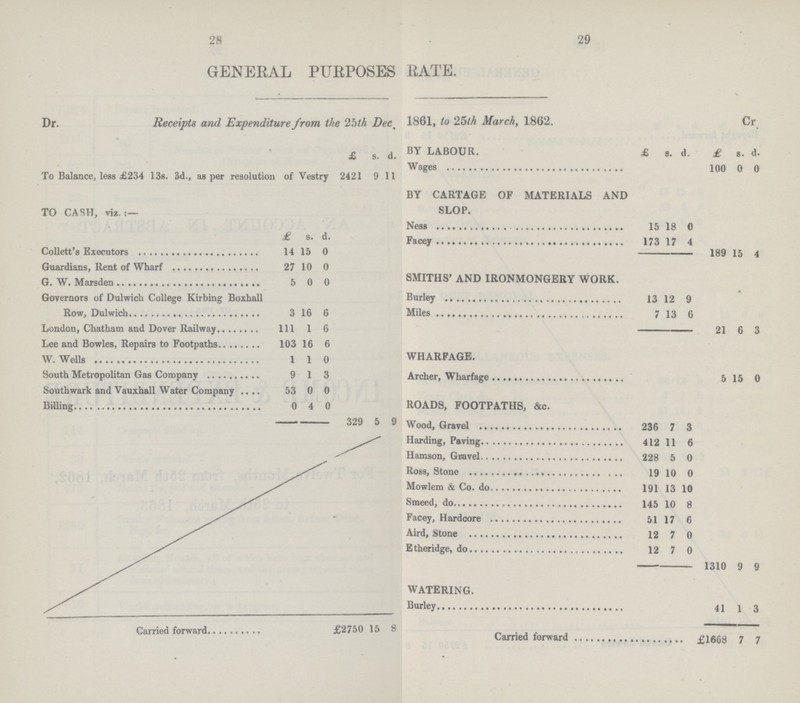 28
GENERAL PURPOSES
Dr. Receipts and Expenditure from the 25th Dec,
£ s. d.
To Balance, less £234 13s. 3d., as per resolution of Vestry 2421 9 11
TO CASH, viz.:—
£ s. d.
Collett's Executors 14 15 0
Guardians, Rent of Wharf 27 10 0
G. W. Marsden 5 0 0
Governors of Dulwich College Kirbing Boxhall
Row, Dulwich 3 16 6
London, Chatham and Dover Railway 111 1 6
Lee and Bowles, Repairs to Footpaths 103 16 6
W. Wells 1 1 0
South Metropolitan Gas Company 9 1 3
Southwark and Vauxhall Water Company 53 0 0
Billing 0 4 0
329 5 9
Carried forward £2750 15 8
29
RATE.
1861, to 25th March, 1862. Cr.
BY LABOUR. £ s. d. £ s. d.
Wages 100 0 0
BY CARTAGE OF MATERIALS AND
SLOP.
Ness 15 18 0
Facey 173 17 4
189 15 4
SMITHS' AND IRONMONGERY WORK.
Burley 13 12 9
Miles 7 13 6
21 6 3
WHARFAGE.
Archer, Wharfage 5 15 0
ROADS, FOOTPATHS, &c.
Wood, Gravel 236 7 3
Harding, Paving 412 11 6
Hamson, Gravel 228 5 0
Ross, Stone 19 10 0
Mowlem & Co. do 191 13 10
Smeed, do 145 10 8
Facey, Hardcore 51 17 6
Aird, Stone 12 7 0
Etheridge, do 12 7 0
1310 9 9
WATERING.
Burley 41 1 3
Carried forward £1668 7 7